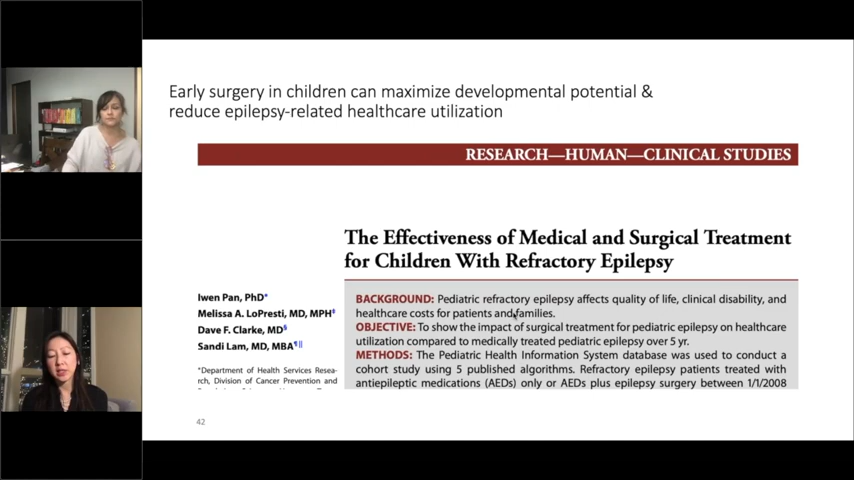 Early surgery in children can maximize developmental potential &
reduce epilepsy-related healthcare utilization
RESEARCH—HUMAN—CLINICAL STUDIES
The Effectiveness of Medical and Surgical Treatment
for Children With Refractory Epilepsy
Iwen Pan, PhD*
Melissa A. LoPresti, MD, MPH‡
Dave F. Clarke, MD§
Sandi Lam, MD, MBA¶||
*Department of Health Services Resea-
rch, Division of Cancer Prevention and
BACKGROUND: Pediatric refractory epilepsy affects quality of life, clinical disability, and
healthcare costs for patients and families.
OBJECTIVE: To show the impact of surgical treatment for pediatric epilepsy on healthcare
utilization compared to medically treated pediatric epilepsy over 5 yr.
METHODS: The Pediatric Health Information System database was used to conduct a
cohort study using 5 published algorithms. Refractory epilepsy patients treated with
antiepileptic medications (AEDs) only or AEDs plus epilepsy surgery between 1/1/2008
42